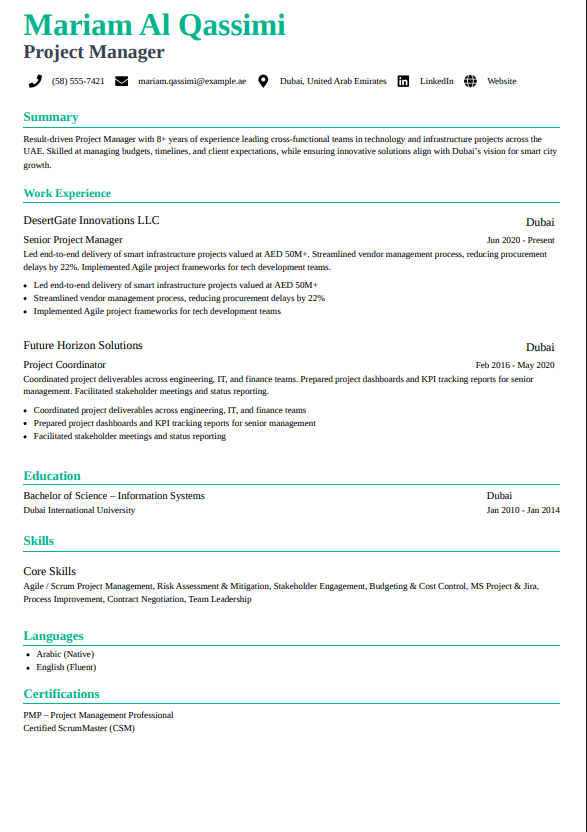 Mariam Al Qassimi
Project Manager
(58) 555-7421 mariam.qassimi@example.ae Dubai, United Arab Emirates LinkedIn Website
Summary
Result-driven Project Manager with 8+ years of experience leading cross-functional teams in technology and infrastructure projects across the
UAE. Skilled at managing budgets, timelines, and client expectations, while ensuring innovative solutions align with Dubai's vision for smart city
growth.
Work Experience
DesertGate Innovations LLC Dubai
Senior Project Manager Jun 2020 - Present
Led end-to-end delivery of smart infrastructure projects valued at AED 50M+. Streamlined vendor management process, reducing procurement
delays by 22%. Implemented Agile project frameworks for tech development teams.
• Led end-to-end delivery of smart infrastructure projects valued at AED 50M+
• Streamlined vendor management process, reducing procurement delays by 22%
• Implemented Agile project frameworks for tech development teams
Future Horizon Solutions Dubai
Project Coordinator Feb 2016 - May 2020
Coordinated project deliverables across engineering, IT, and finance teams. Prepared project dashboards and KPI tracking reports for senior
management. Facilitated stakeholder meetings and status reporting.
• Coordinated project deliverables across engineering, IT, and finance teams
• Prepared project dashboards and KPI tracking reports for senior management
• Facilitated stakeholder meetings and status reporting
Education
Bachelor of Science – Information Systems Dubai
Dubai International University Jan 2010 - Jan 2014
Skills
Core Skills
Agile / Scrum Project Management, Risk Assessment & Mitigation, Stakeholder Engagement, Budgeting & Cost Control, MS Project & Jira,
Process Improvement, Contract Negotiation, Team Leadership
Languages
• Arabic (Native)
• English (Fluent)
Certifications
PMP – Project Management Professional
Certified ScrumMaster (CSM)